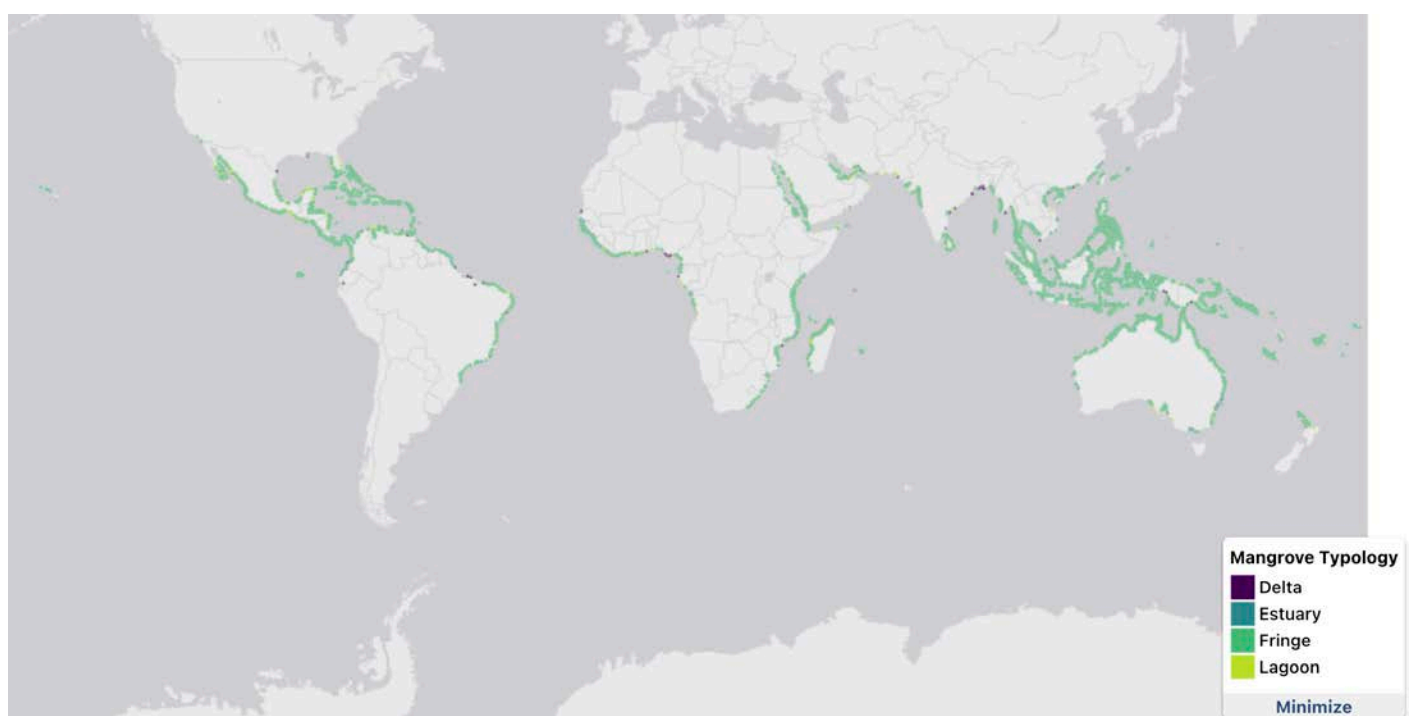 Mangrove Typology
Delta
Estuary
Fringe
Lagoon
Minimize